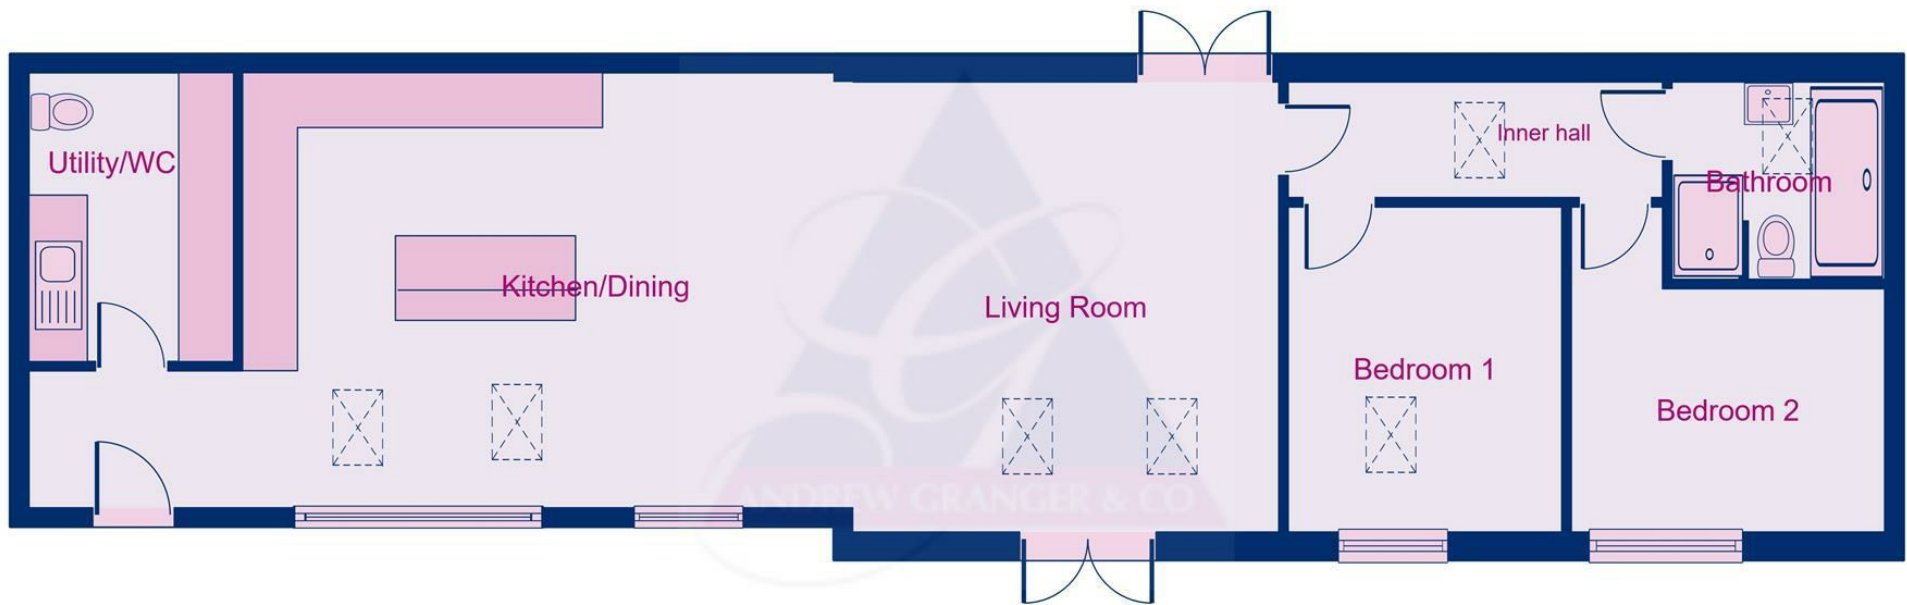 Utility/WC
Kitchen/Dining
Living Room
Inner hall
Bathroom
Bedroom 1
Bedroom 2
ANDREW GRANGER & CO